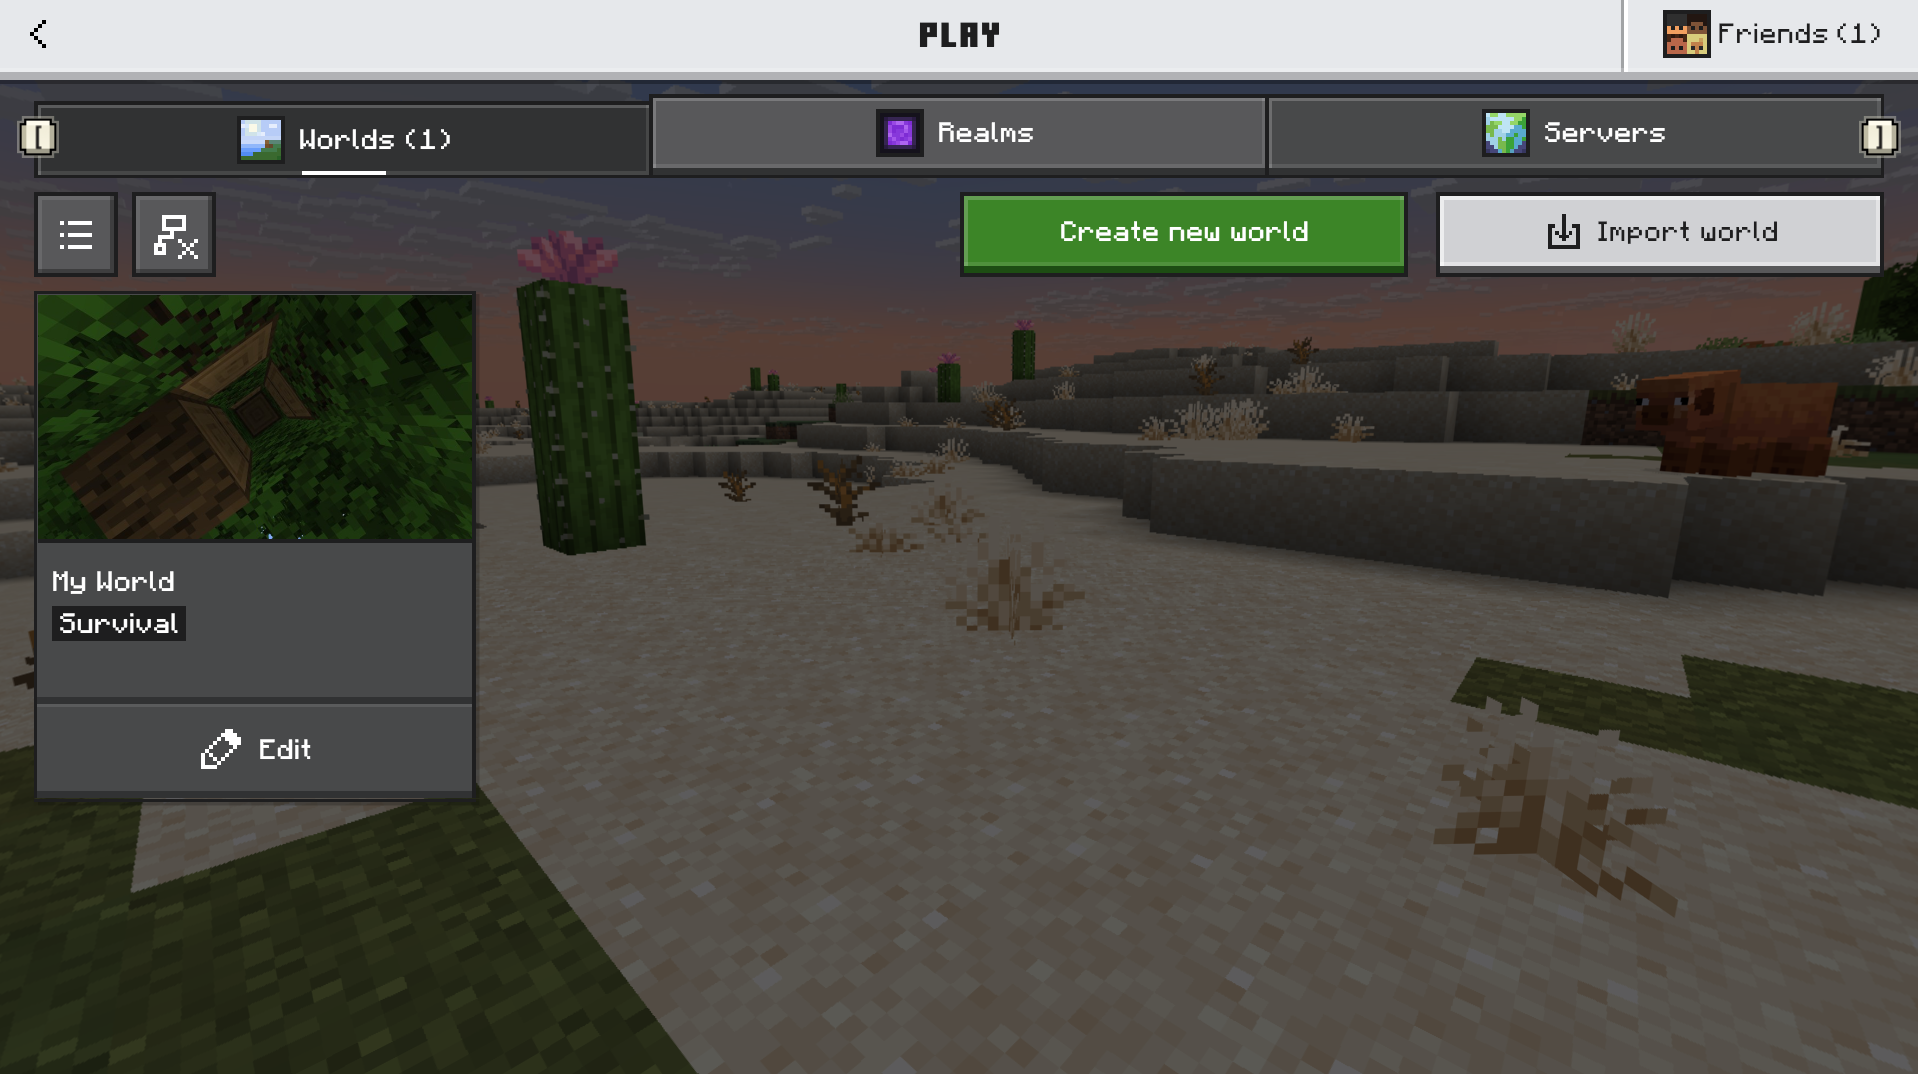 PLAY
Friends (1)
[
Worlds (1)
Realms
Servers
]
Create new world
Import world
My World
Survival
Edit